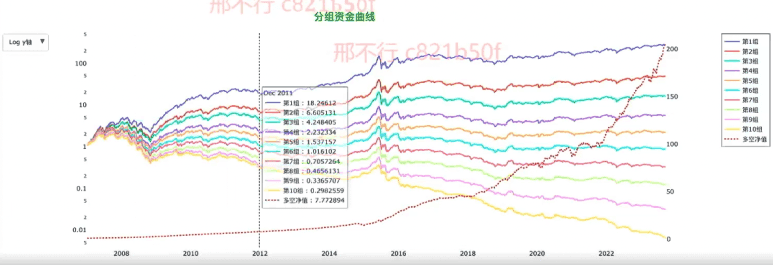 邢不行 c821b50f
分组资金曲线
邢不行 c821b50f
Log y轴
5
2
100
5
2
10
5
2
1
5
2
0.1
5
2
0.01
5
200
150
100
50
0
Dec 2011
第1组 : 18.24612
第2组 : 6.605131
第3组 : 4.248405
第4组 : 2.232334
第5组 : 1.537157
第6组 : 1.016102
第7组 : 0.7057264
第8组 : 0.4656131
第9组 : 0.3365707
第10组 : 0.2982559
多空净值 : 7.772894
2008
2010
2012
2014
2016
2018
2020
2022
第1组
第2组
第3组
第4组
第5组
第6组
第7组
第8组
第9组
第10组
多空净值